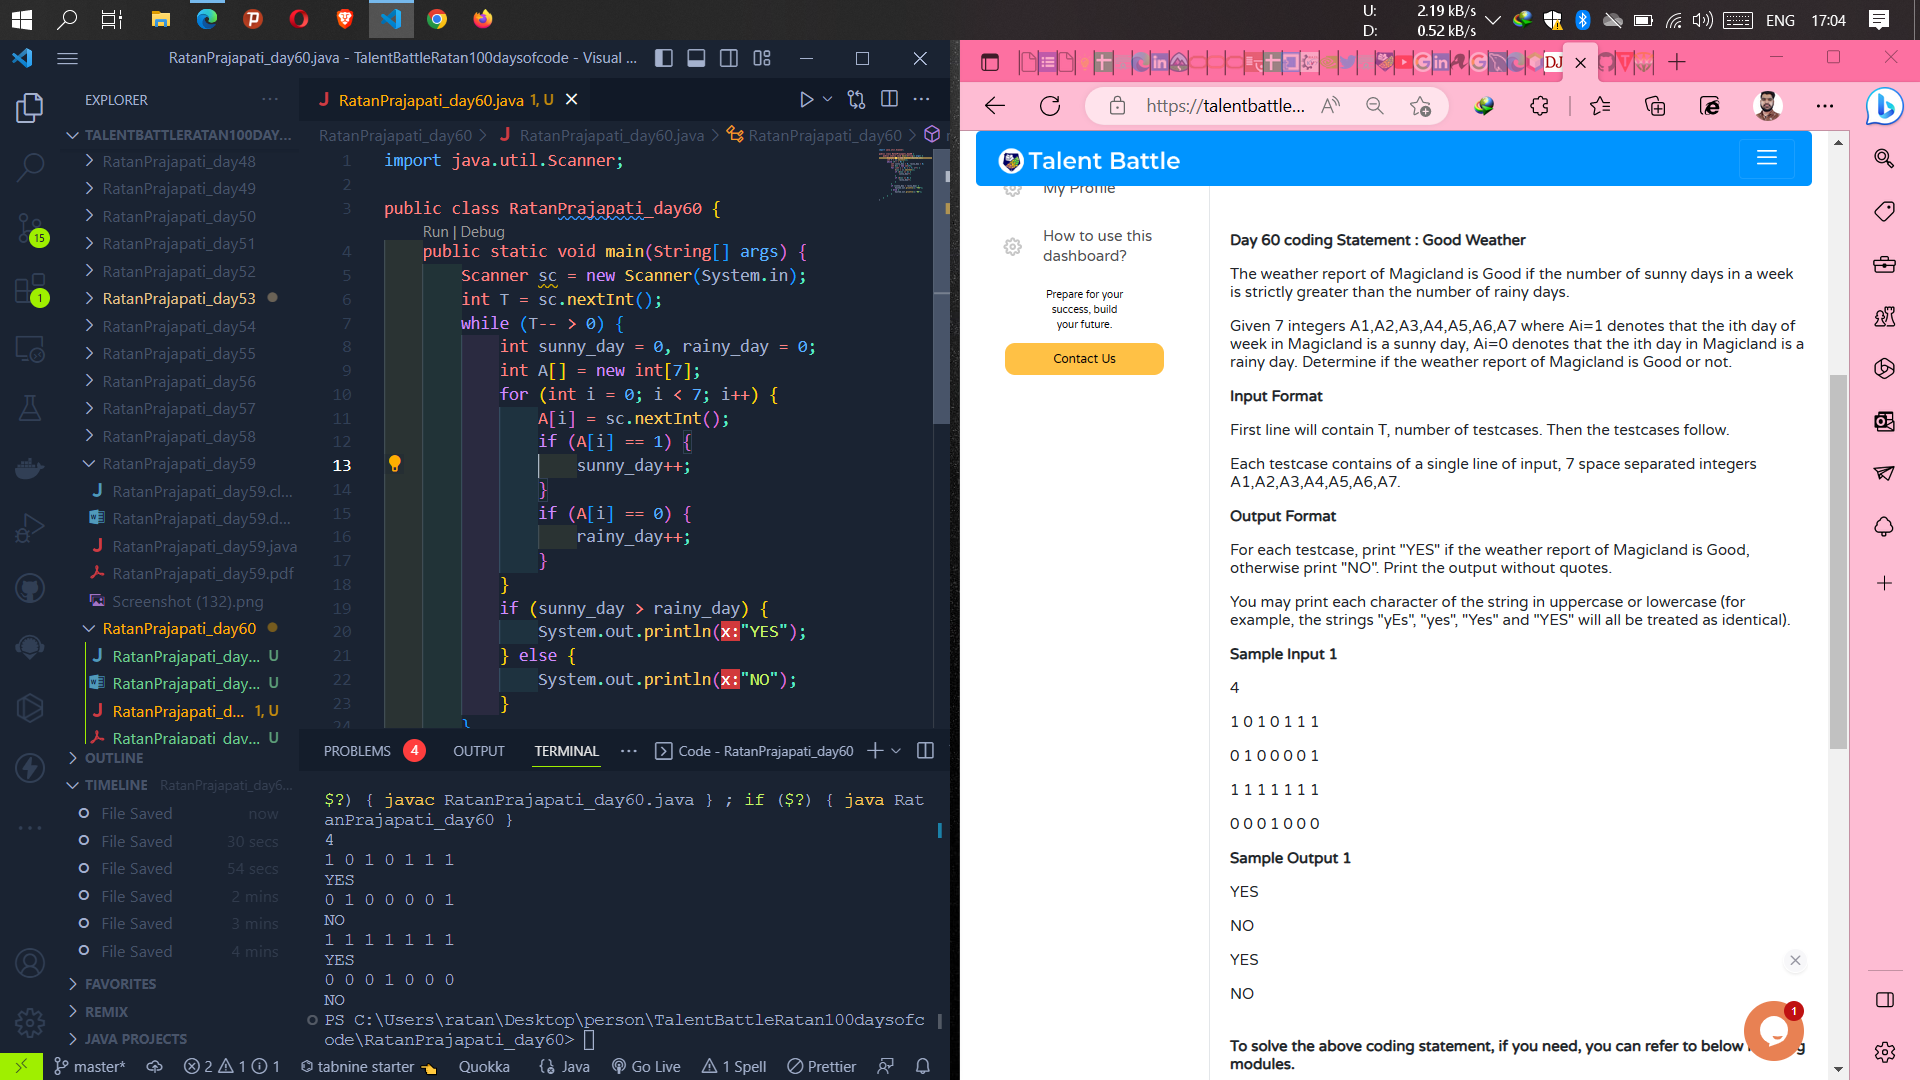 U: 2.19 kB/s
D: 0.52 kB/s
ENG 17:04
RatanPrajapati_day60.java - TalentBattleRatan100daysofcode - Visual ...
EXPLORER
TALENTBATTLERATAN100DAY...
RatanPrajapati_day48
RatanPrajapati_day49
RatanPrajapati_day50
RatanPrajapati_day51
RatanPrajapati_day52
RatanPrajapati_day53
RatanPrajapati_day54
RatanPrajapati_day55
RatanPrajapati_day56
RatanPrajapati_day57
RatanPrajapati_day58
RatanPrajapati_day59
RatanPrajapati_day59.cl...
RatanPrajapati_day59.d...
RatanPrajapati_day59.java
RatanPrajapati_day59.pdf
Screenshot (132).png
RatanPrajapati_day60
RatanPrajapati_day... U
RatanPrajapati_day... U
RatanPrajapati_d... 1, U
RatanPrajapati_day... U
OUTLINE
TIMELINE RatanPrajapati_day6...
File Saved now
File Saved 30 secs
File Saved 54 secs
File Saved 2 mins
File Saved 3 mins
File Saved 4 mins
FAVORITES
REMIX
JAVA PROJECTS
15
1
RatanPrajapati_day60.java 1, U
RatanPrajapati_day60 > RatanPrajapati_day60.java > RatanPrajapati_day60 >
1 import java.util.Scanner;
2
3 public class RatanPrajapati_day60 {
Run | Debug
4 public static void main(String[] args) {
5 Scanner sc = new Scanner(System.in);
6 int T = sc.nextInt();
7 while (T-- > 0) {
8 int sunny_day = 0, rainy_day = 0;
9 int A[] = new int[7];
10 for (int i = 0; i < 7; i++) {
11 A[i] = sc.nextInt();
12 if (A[i] == 1) {
13 sunny_day++;
14 }
15 if (A[i] == 0) {
16 rainy_day++;
17 }
18 }
19 if (sunny_day > rainy_day) {
20 System.out.println(x:"YES");
21 } else {
22 System.out.println(x:"NO");
23 }
24 }
PROBLEMS 4 OUTPUT TERMINAL ... Code - RatanPrajapati_day60
$?) { javac RatanPrajapati_day60.java } ; if ($?) { java Rat
anPrajapati_day60 }
4
1 0 1 0 1 1 1
YES
0 1 0 0 0 0 1
NO
1 1 1 1 1 1 1
YES
0 0 0 1 0 0 0
NO
PS C:\Users\ratan\Desktop\person\TalentBattleRatan100daysofc
ode\RatanPrajapati_day60>
master* 2 1 1 tabnine starter Quokka Java Go Live 1 Spell Prettier
DJ
https://talentbattle...
Talent Battle
My Profile
How to use this
dashboard?
Prepare for your
success, build
your future.
Contact Us
Day 60 coding Statement : Good Weather
The weather report of Magicland is Good if the number of sunny days in a week
is strictly greater than the number of rainy days.
Given 7 integers A1,A2,A3,A4,A5,A6,A7 where Ai=1 denotes that the ith day of
week in Magicland is a sunny day, Ai=0 denotes that the ith day in Magicland is a
rainy day. Determine if the weather report of Magicland is Good or not.
Input Format
First line will contain T, number of testcases. Then the testcases follow.
Each testcase contains of a single line of input, 7 space separated integers
A1,A2,A3,A4,A5,A6,A7.
Output Format
For each testcase, print "YES" if the weather report of Magicland is Good,
otherwise print "NO". Print the output without quotes.
You may print each character of the string in uppercase or lowercase (for
example, the strings "yEs", "yes", "Yes" and "YES" will all be treated as identical).
Sample Input 1
4
1 0 1 0 1 1 1
0 1 0 0 0 0 1
1 1 1 1 1 1 1
0 0 0 1 0 0 0
Sample Output 1
YES
NO
YES
NO
To solve the above coding statement, if you need, you can refer to below
modules.
1